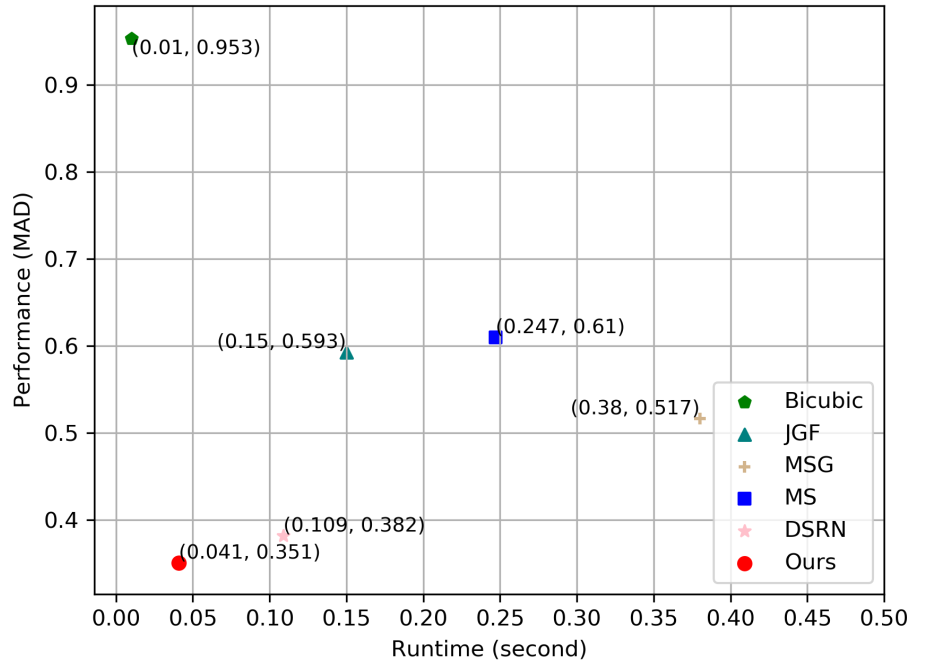 (0.01, 0.953)
0.9
0.8
0.7
0.6
0.5
0.4
Performance (MAD)
(0.247, 0.61)
(0.15, 0.593)
(0.38, 0.517)
(0.109, 0.382)
(0.041, 0.351)
Bicubic
JGF
MSG
MS
DSRN
Ours
0.00 0.05 0.10 0.15 0.20 0.25 0.30 0.35 0.40 0.45 0.50
Runtime (second)